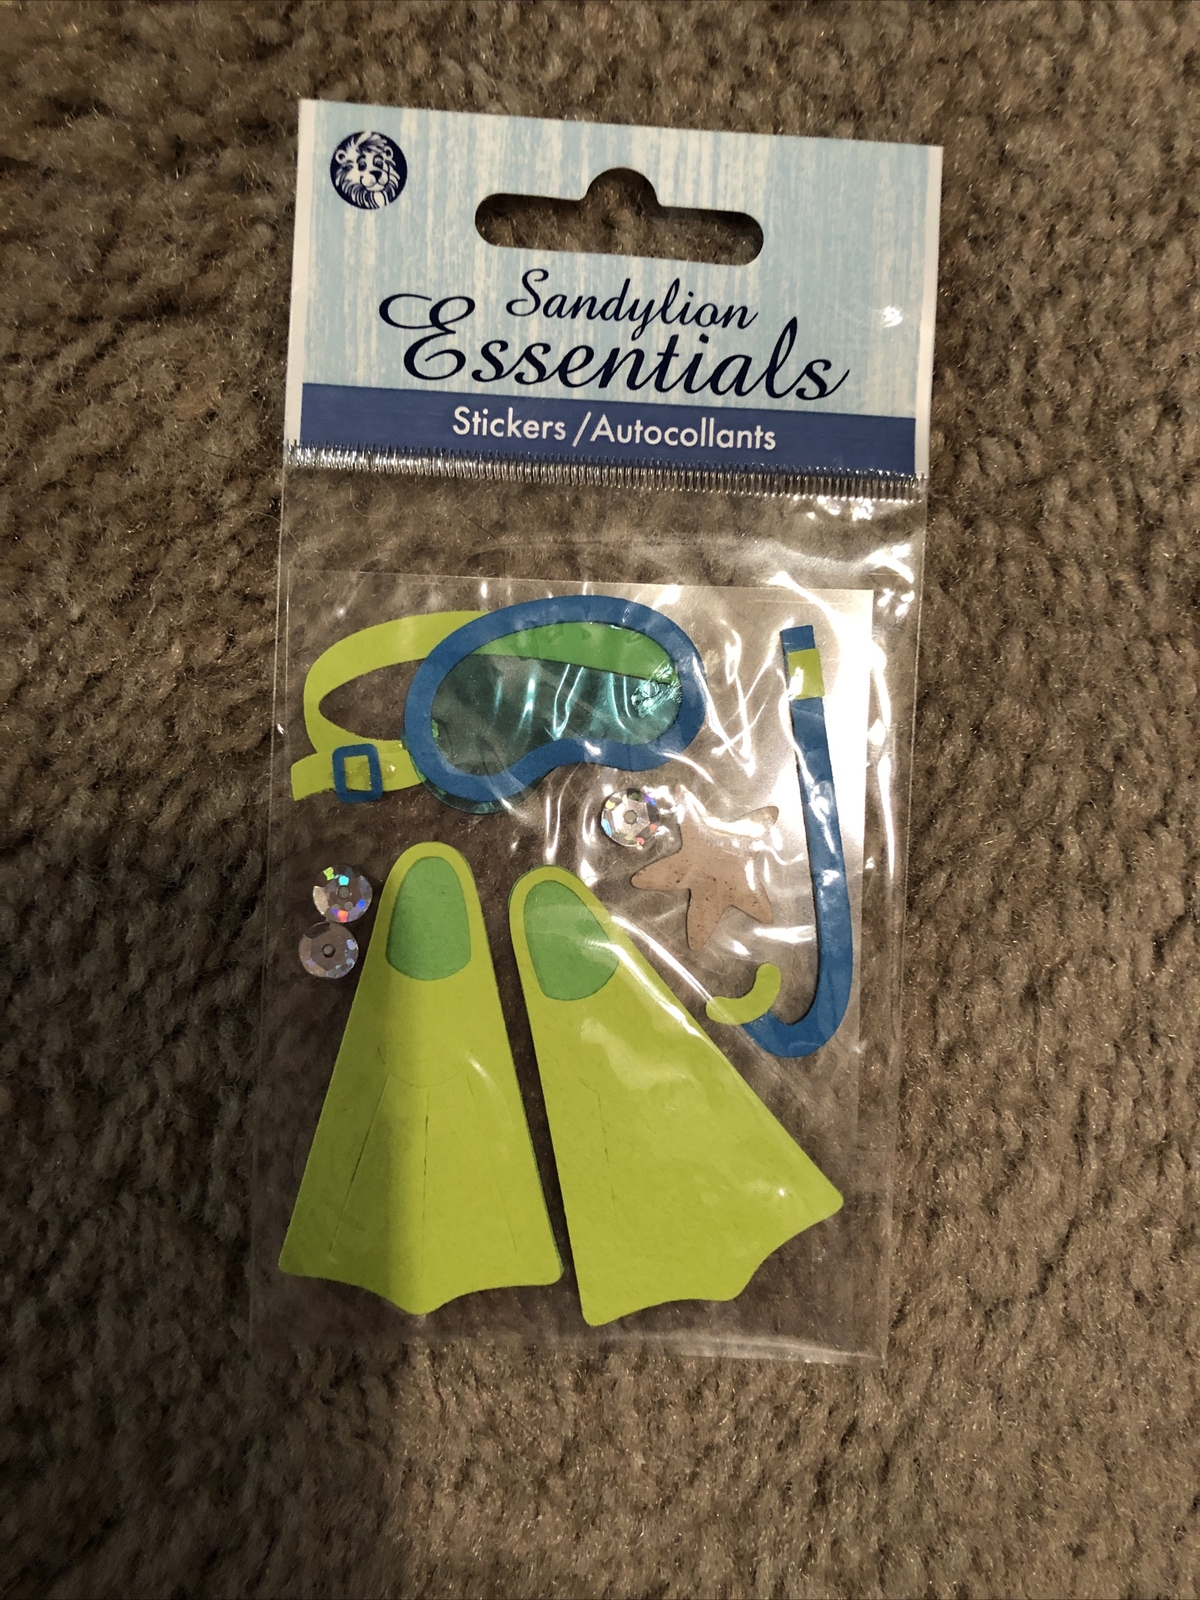 Sandylion
Essentials
Stickers/Autocollants